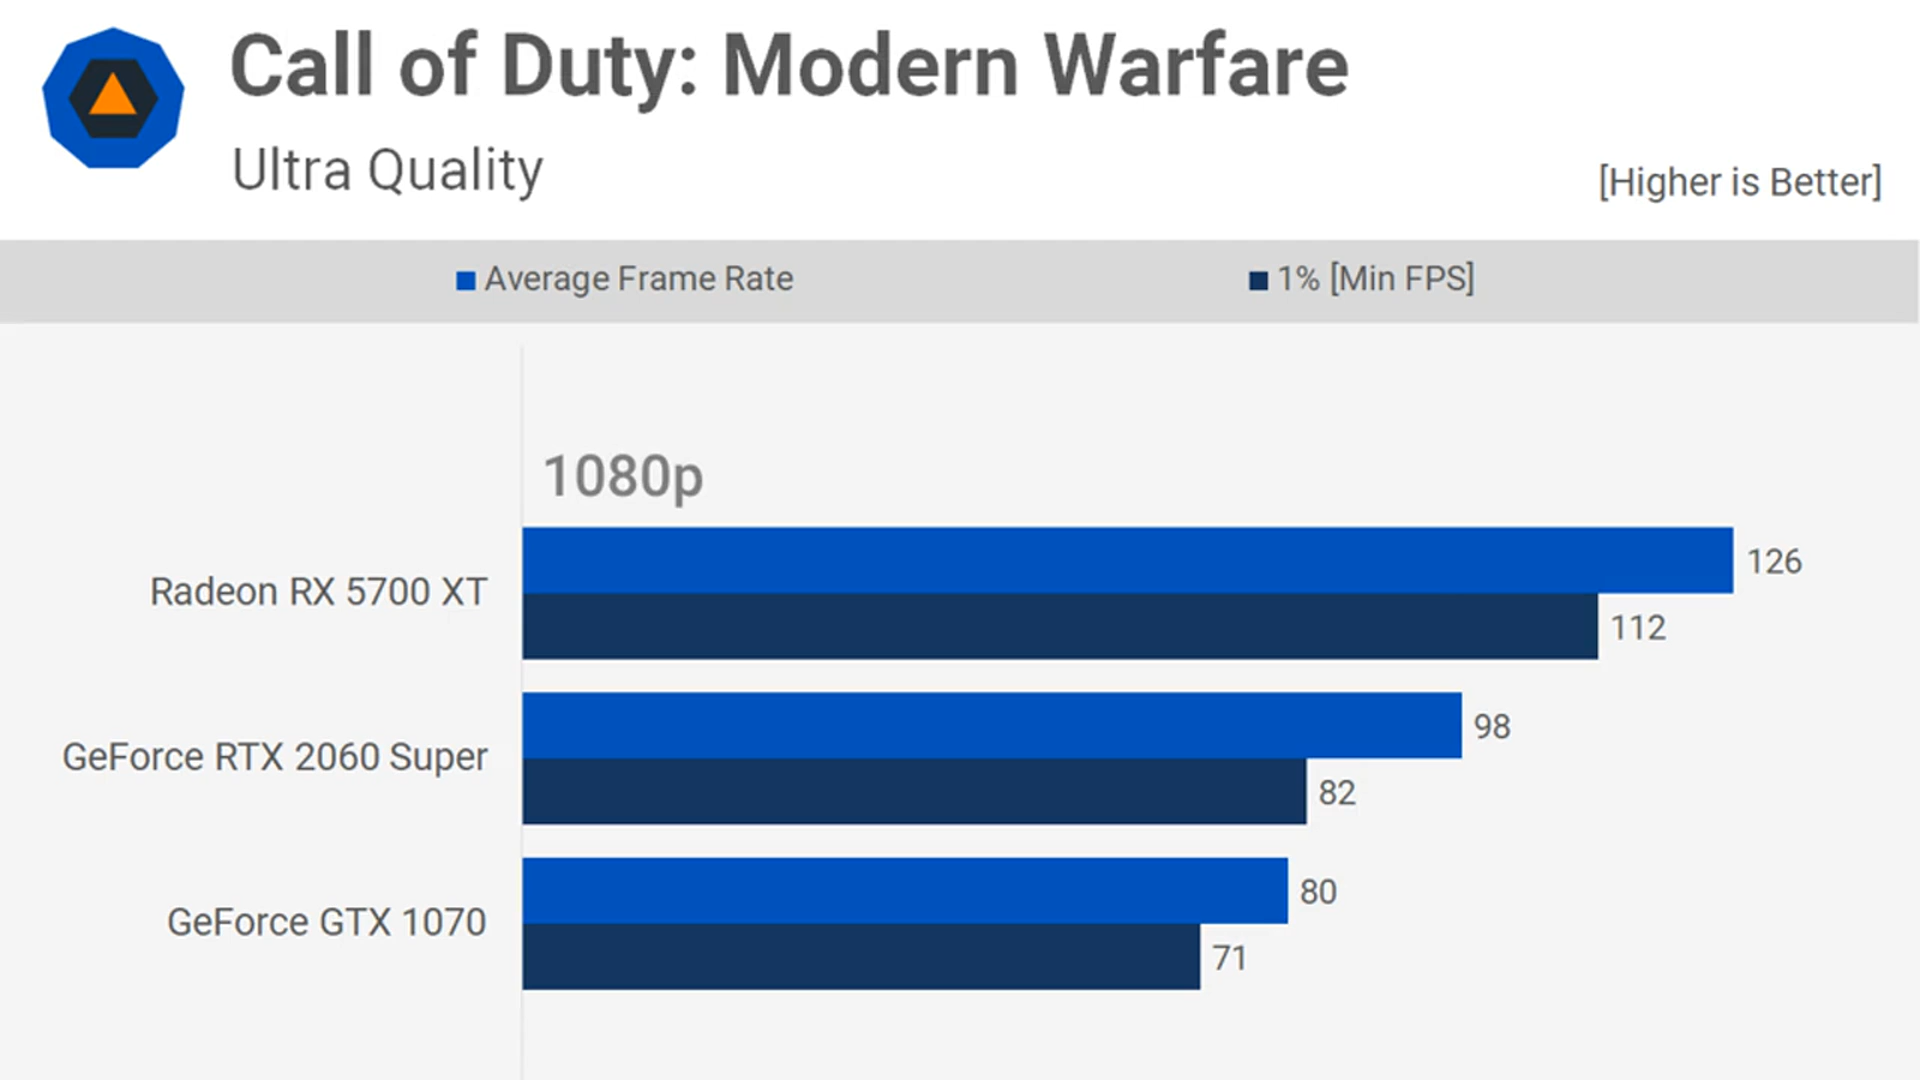 Call of Duty: Modern Warfare
Ultra Quality
[Higher is Better]
Average Frame Rate
1% [Min FPS]
1080p
Radeon RX 5700 XT
126
112
GeForce RTX 2060 Super
98
82
GeForce GTX 1070
80
71